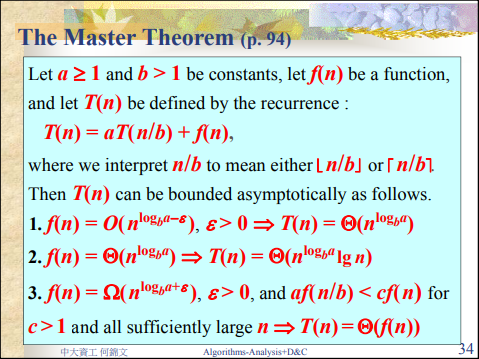 The Master Theorem (p. 94)
Let a ≥ 1 and b > 1 be constants, let f(n) be a function,
and let T(n) be defined by the recurrence :
T(n) = aT(n/b) + f(n),
where we interpret n/b to mean either ⌊n/b⌋ or ⌈n/b⌉.
Then T(n) can be bounded asymptotically as follows.
1. f(n) = O(n^{log_b a−ε}), ε > 0 ⇒ T(n) = Θ(n^{log_b a})
2. f(n) = Θ(n^{log_b a}) ⇒ T(n) = Θ(n^{log_b a} lg n)
3. f(n) = Ω(n^{log_b a+ε}), ε > 0, and af(n/b) < cf(n) for
c > 1 and all sufficiently large n ⇒ T(n) = Θ(f(n))
中大資工 何錦文 Algorithms-Analysis+D&C 34